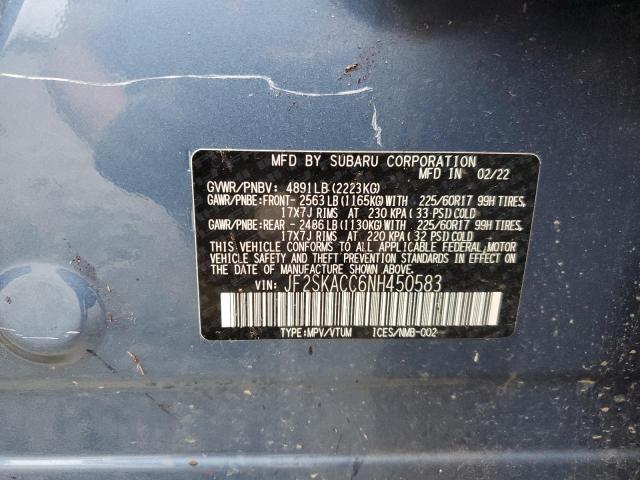 MFD BY SUBARU CORPORATION
MFD IN 02/22
GVWR/PNBV: 4891LB(2223KG)
GAWR/PNBE:FRONT- 2563LB(1165KG)WITH 225/60R17 99H TIRES,
17X7J RIMS AT 230 KPA( 33 PSI)COLD
GAWR/PNBE:REAR -2486LB(1130KG)WITH 225/60R17 99H TIRES,
17X7J RIMS AT 220 KPA( 32 PSI)COLD
THIS VEHICLE CONFORMS TO ALL APPLICABLE FEDERAL MOTOR
VEHICLE SAFETY AND THEFT PREVENTION STANDARDS IN EFFECT ON
THE DATE OF MANUFACTURE SHOWN ABOVE.
VIN: JF2SKACC6NH450583
TYPE:MPV/VTUM ICES/NMB-002